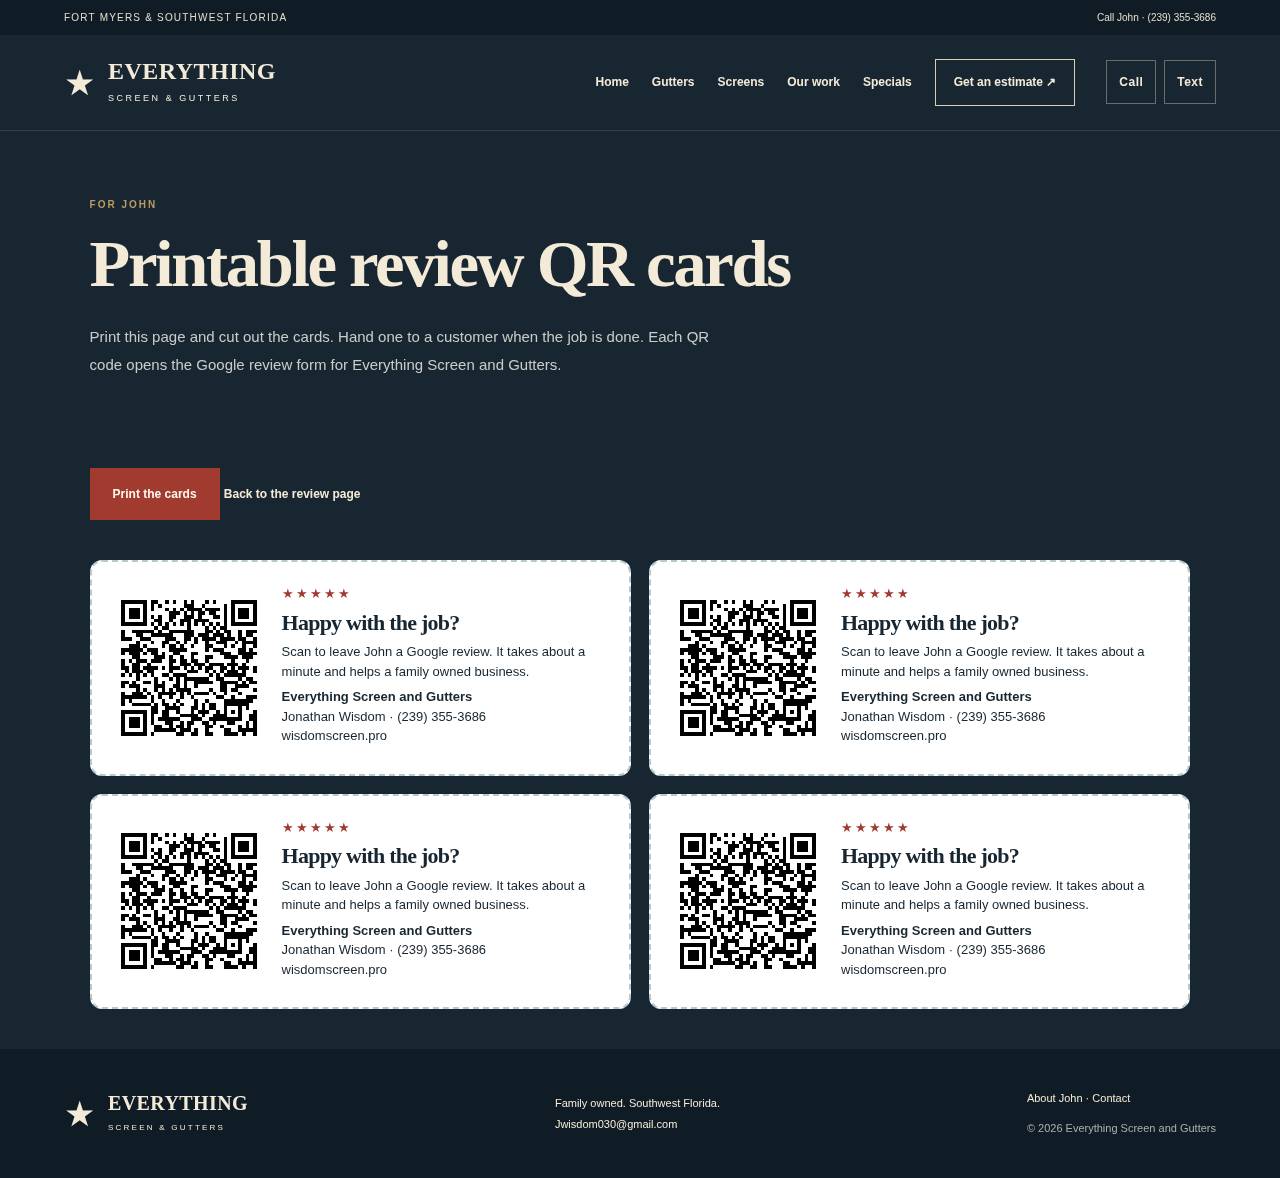 FORT MYERS & SOUTHWEST FLORIDA
Call John · (239) 355-3686
EVERYTHING
SCREEN & GUTTERS
Home
Gutters
Screens
Our work
Specials
Get an estimate ↗
Call
Text
FOR JOHN
Printable review QR cards
Print this page and cut out the cards. Hand one to a customer when the job is done. Each QR
code opens the Google review form for Everything Screen and Gutters.
Print the cards
Back to the review page
★★★★★
Happy with the job?
Scan to leave John a Google review. It takes about a
minute and helps a family owned business.
Everything Screen and Gutters
Jonathan Wisdom · (239) 355-3686
wisdomscreen.pro
★★★★★
Happy with the job?
Scan to leave John a Google review. It takes about a
minute and helps a family owned business.
Everything Screen and Gutters
Jonathan Wisdom · (239) 355-3686
wisdomscreen.pro
★★★★★
Happy with the job?
Scan to leave John a Google review. It takes about a
minute and helps a family owned business.
Everything Screen and Gutters
Jonathan Wisdom · (239) 355-3686
wisdomscreen.pro
★★★★★
Happy with the job?
Scan to leave John a Google review. It takes about a
minute and helps a family owned business.
Everything Screen and Gutters
Jonathan Wisdom · (239) 355-3686
wisdomscreen.pro
EVERYTHING
SCREEN & GUTTERS
Family owned. Southwest Florida.
Jwisdom030@gmail.com
About John · Contact
© 2026 Everything Screen and Gutters